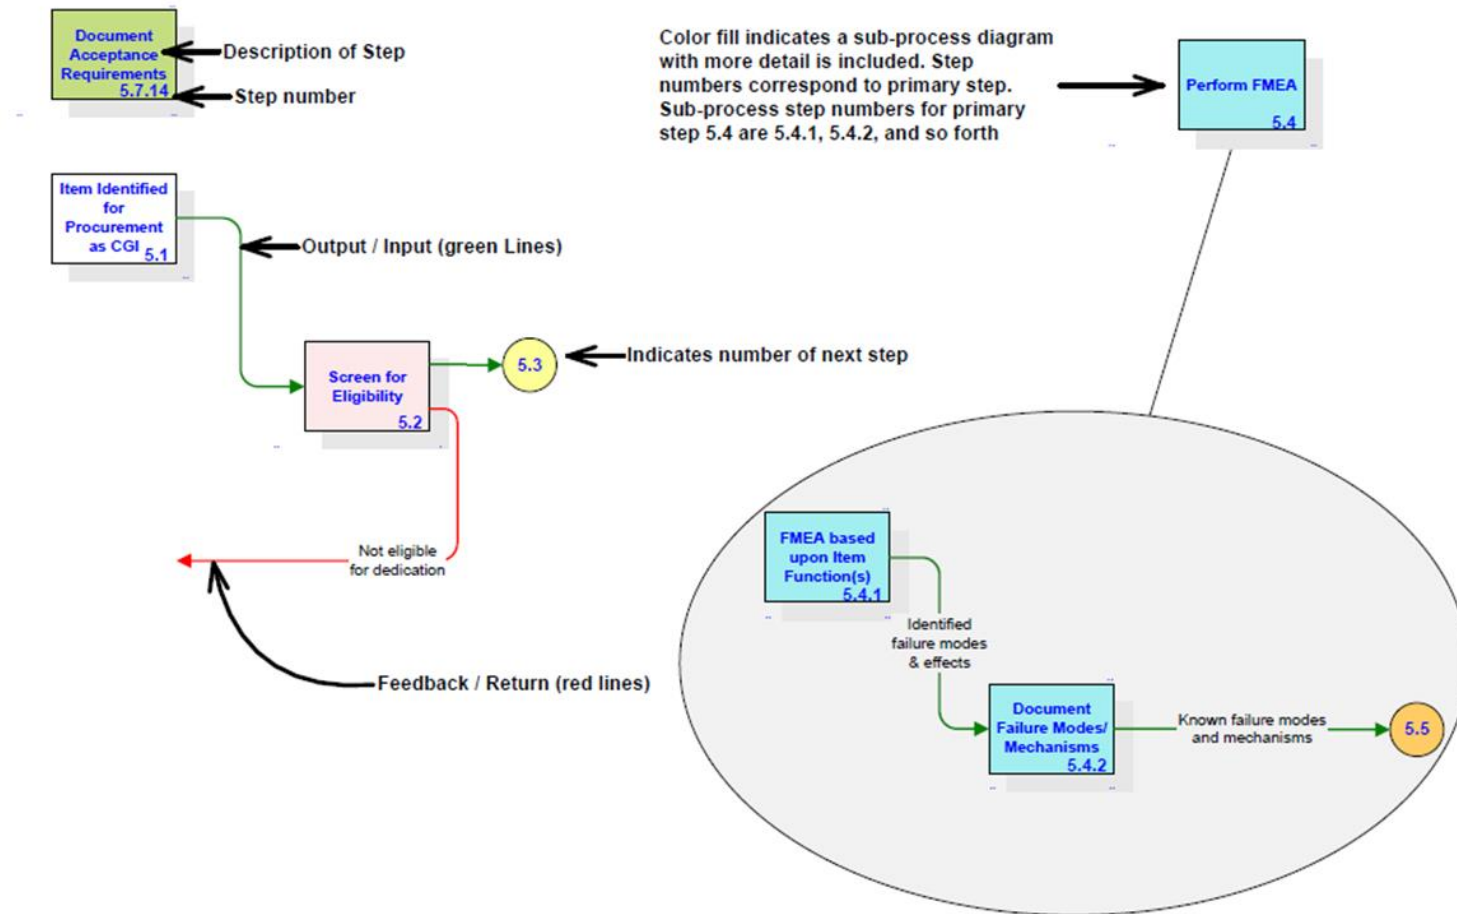 Document
Acceptance
Requirements
5.7.14
Description of Step
Step number
Color fill indicates a sub-process diagram
with more detail is included. Step
numbers correspond to primary step.
Sub-process step numbers for primary
step 5.4 are 5.4.1, 5.4.2, and so forth
Perform FMEA
5.4
Item Identified
for
Procurement
as CGI
5.1
Output / Input (green Lines)
Screen for
Eligibility
5.2
5.3
Indicates number of next step
Not eligible
for dedication
Feedback / Return (red lines)
FMEA based
upon Item
Function(s)
5.4.1
Identified
failure modes
& effects
Document
Failure Modes/
Mechanisms
5.4.2
Known failure modes
and mechanisms
5.5